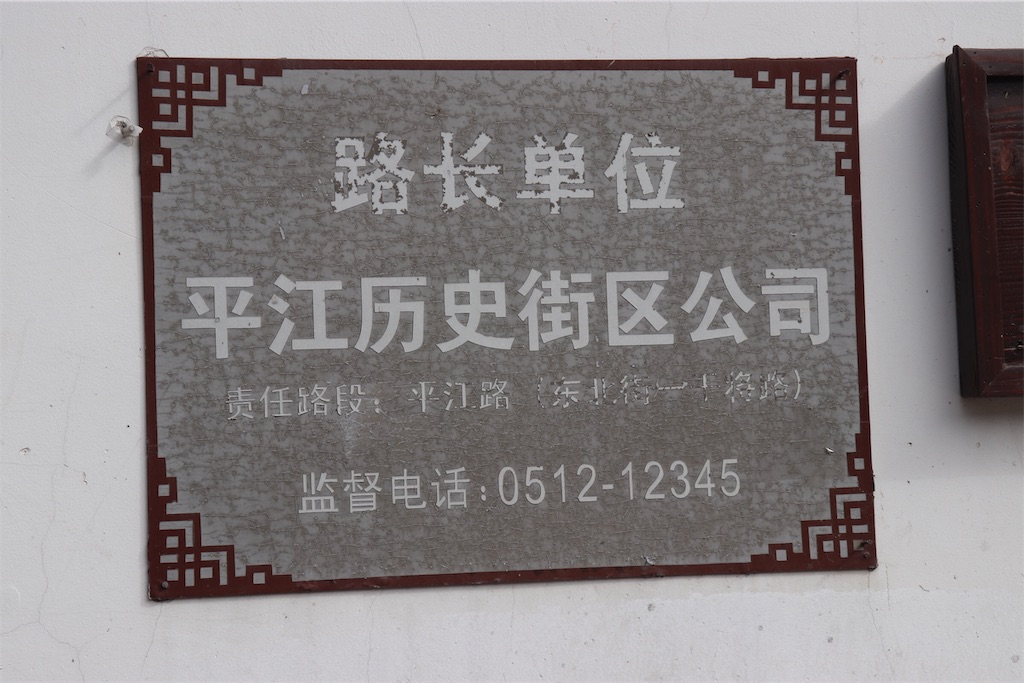 路长单位
平江历史街区公司
责任路段：平江路（东北街—干将路）
监督电话:0512-12345